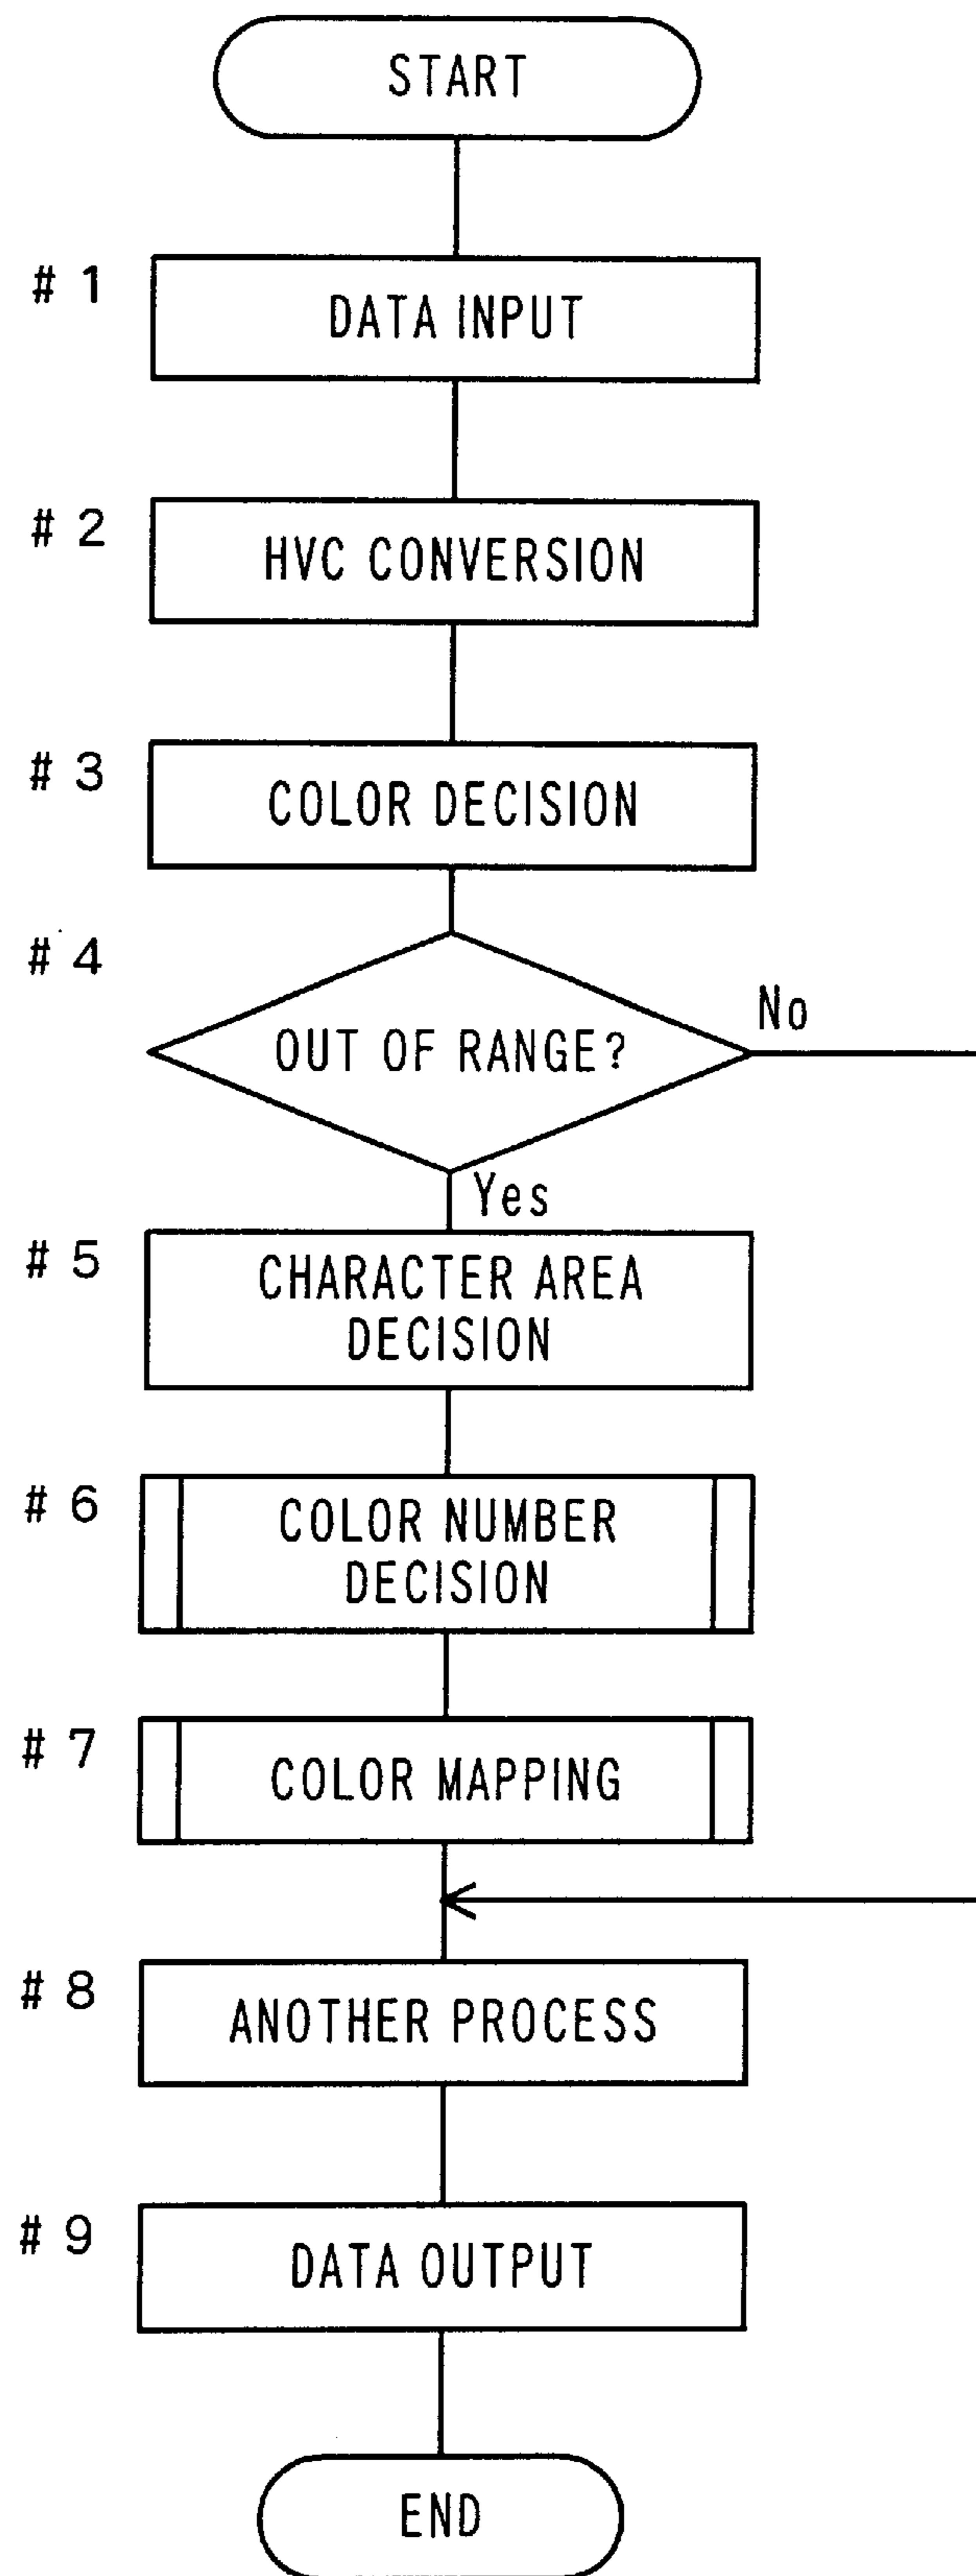 START
# 1
DATA INPUT
# 2
HVC CONVERSION
# 3
COLOR DECISION
# 4
OUT OF RANGE?
No
Yes
# 5
CHARACTER AREA
DECISION
# 6
COLOR NUMBER
DECISION
# 7
COLOR MAPPING
# 8
ANOTHER PROCESS
# 9
DATA OUTPUT
END